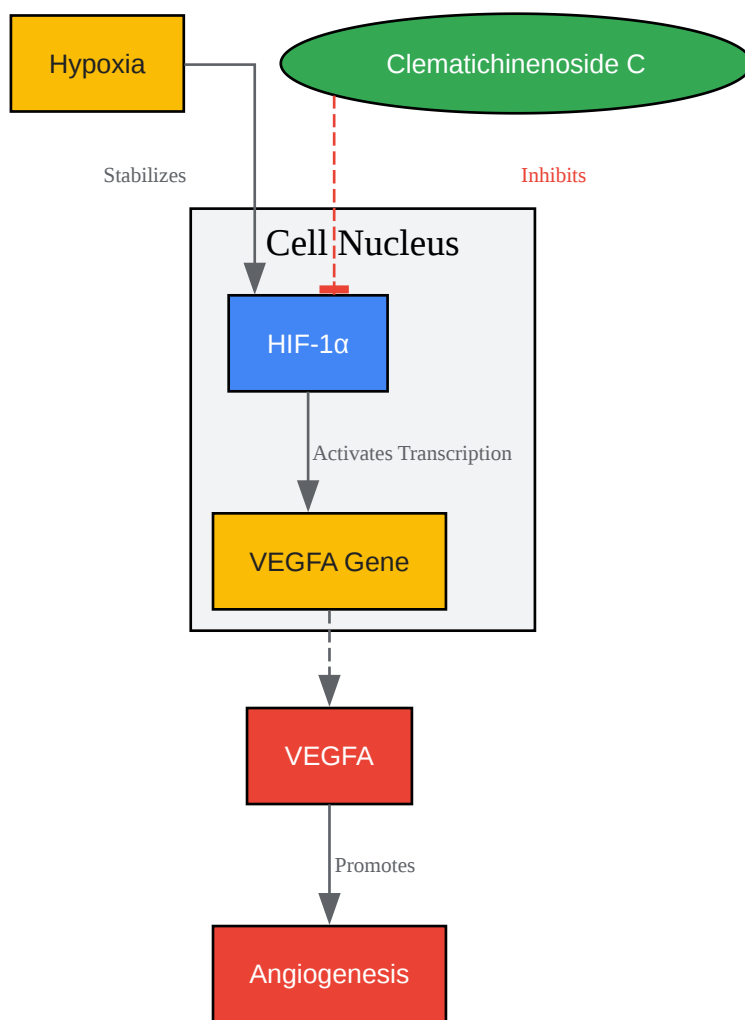 Hypoxia
Clematichinenoside C
Stabilizes
Inhibits
Cell Nucleus
HIF-1α
Activates Transcription
VEGFA Gene
VEGFA
Promotes
Angiogenesis